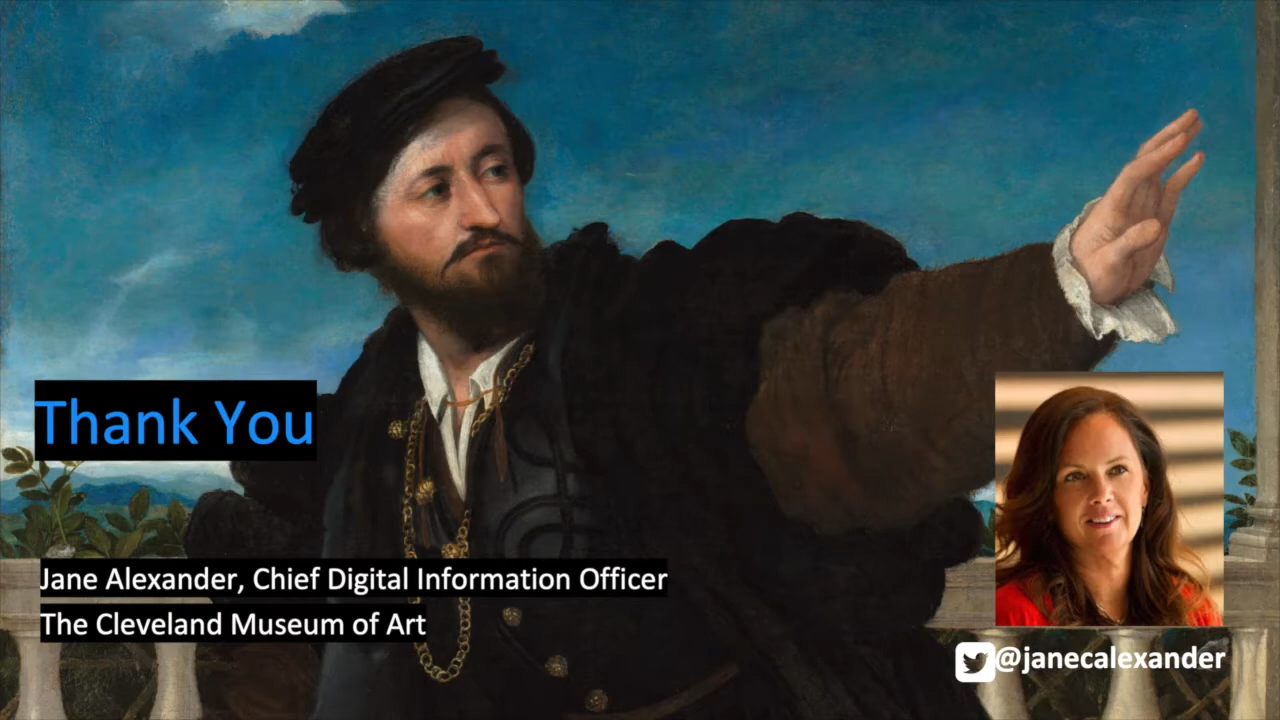 Thank You
Jane Alexander, Chief Digital Information Officer
The Cleveland Museum of Art
@janecalexander